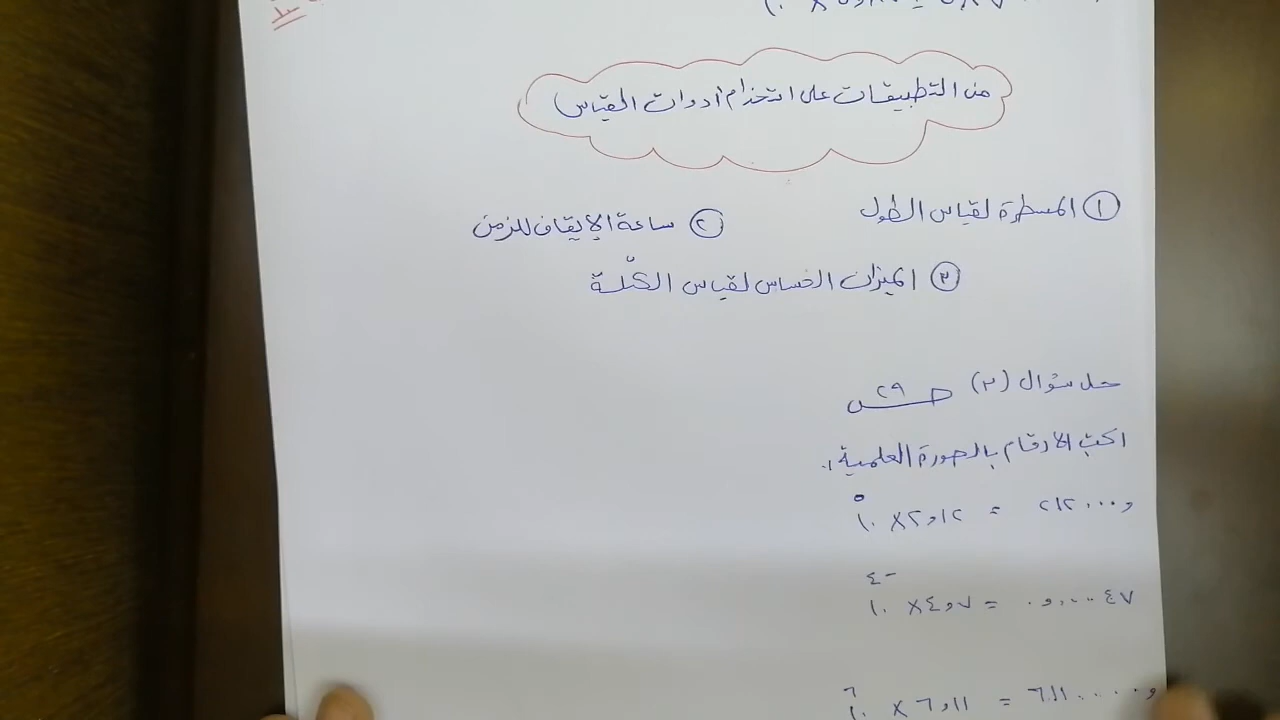 من التطبيقات على استخدام أدوات القياس
① المسطرة لقياس الطول ② ساعة الإيقاف للزمن
③ الميزان الحساس لقياس الكتلة
حل سؤال (٣) صــ٢٩ــ
اكتب الأرقام بالصورة العلمية:
٢١٢٠٠٠, = ٢,١٢ × ١٠^٥
٠,٠٠٠٤٧ = ٤,٧ × ١٠^-٤
٦١١٠٠٠٠, = ٦,١١ × ١٠^٦